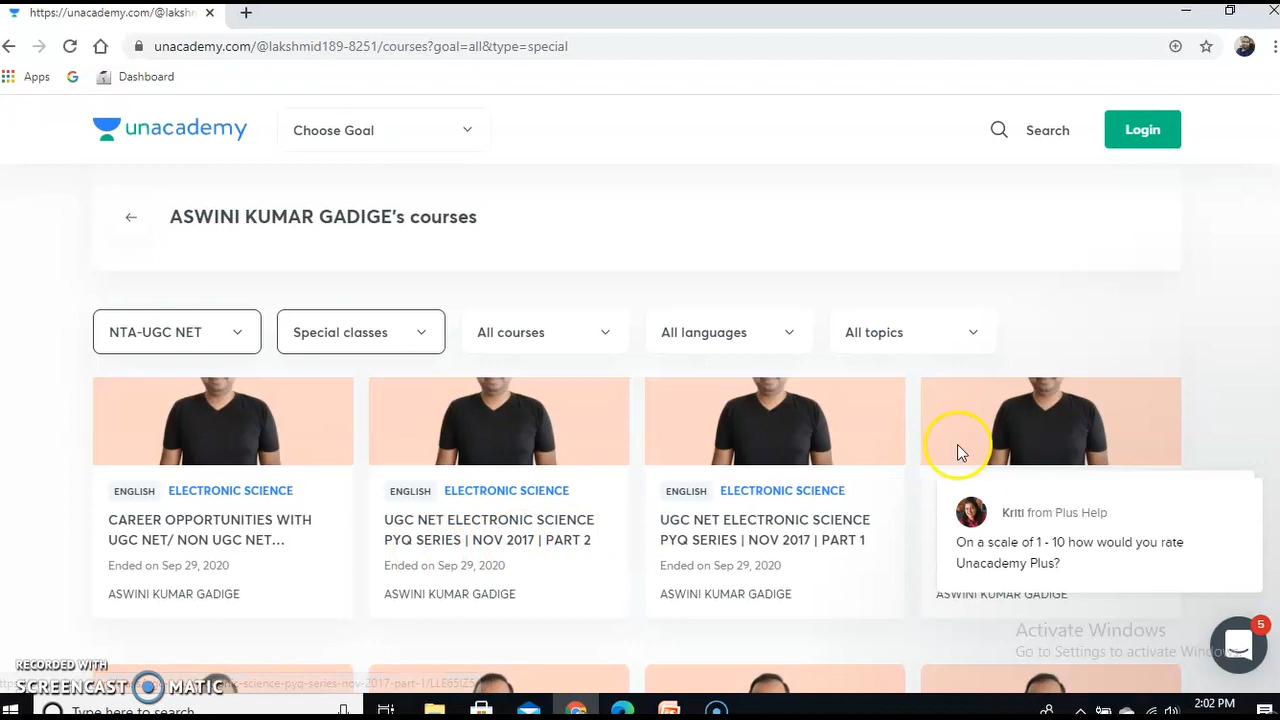 https://unacademy.com/@lakshm
unacademy.com/@lakshmid189-8251/courses?goal=all&type=special
Apps
Dashboard
unacademy
Choose Goal
Search
Login
ASWINI KUMAR GADIGE's courses
NTA-UGC NET
Special classes
All courses
All languages
All topics
ENGLISH ELECTRONIC SCIENCE
CAREER OPPORTUNITIES WITH
UGC NET/ NON UGC NET...
Ended on Sep 29, 2020
ASWINI KUMAR GADIGE
ENGLISH ELECTRONIC SCIENCE
UGC NET ELECTRONIC SCIENCE
PYQ SERIES | NOV 2017 | PART 2
Ended on Sep 29, 2020
ASWINI KUMAR GADIGE
ENGLISH ELECTRONIC SCIENCE
UGC NET ELECTRONIC SCIENCE
PYQ SERIES | NOV 2017 | PART 1
Ended on Sep 29, 2020
ASWINI KUMAR GADIGE
Kriti from Plus Help
On a scale of 1 - 10 how would you rate
Unacademy Plus?
ASWINI KUMAR GADIGE
5
Activate Windows
Go to Settings to activate Windows.
RECORDED WITH
SCREENCAST MATIC
Type here to search
2:02 PM